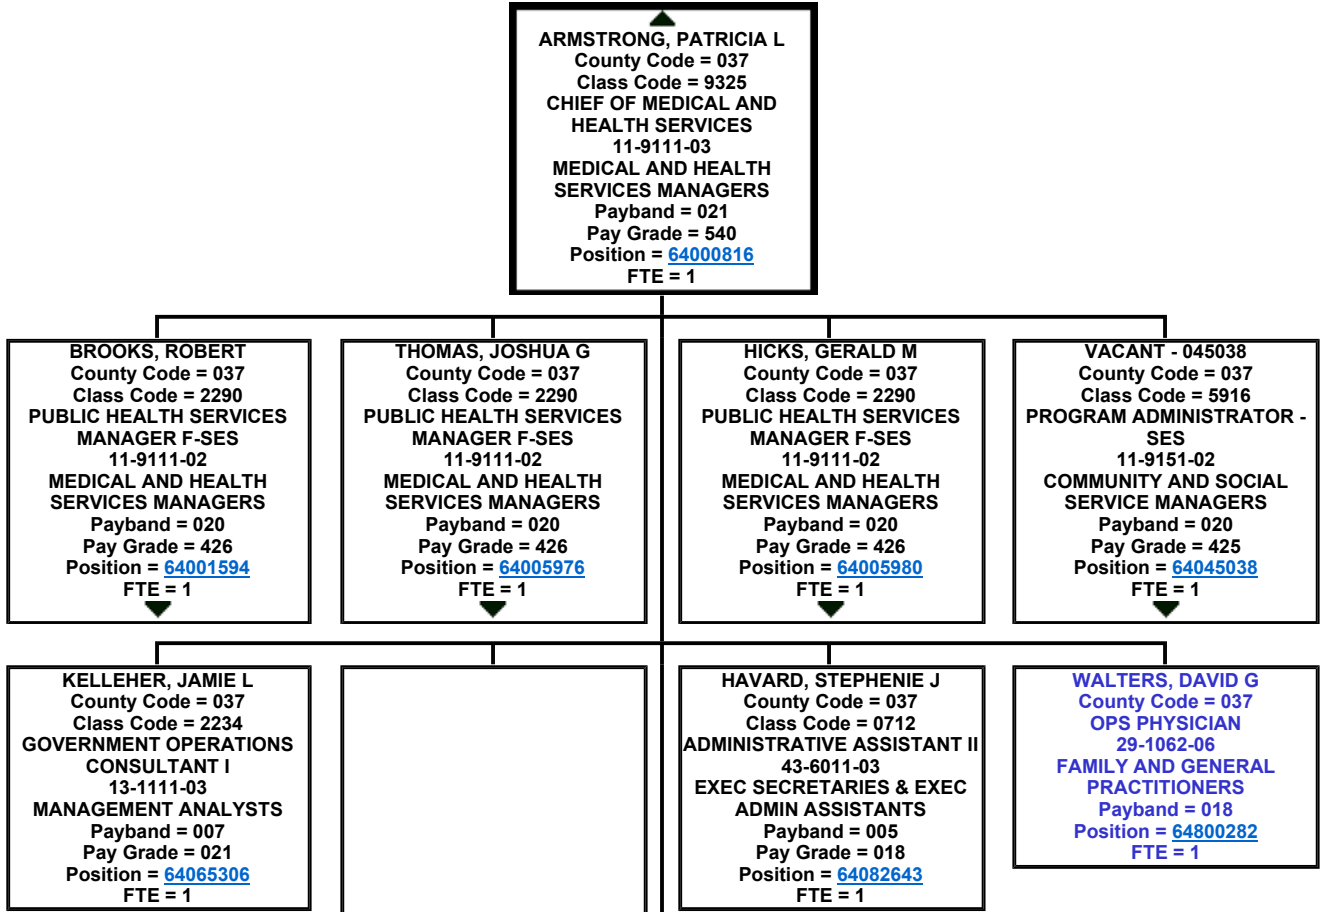 ARMSTRONG, PATRICIA L
County Code = 037
Class Code = 9325
CHIEF OF MEDICAL AND
HEALTH SERVICES
11-9111-03
MEDICAL AND HEALTH
SERVICES MANAGERS
Payband = 021
Pay Grade = 540
Position = 64000816
FTE = 1
BROOKS, ROBERT
County Code = 037
Class Code = 2290
PUBLIC HEALTH SERVICES
MANAGER F-SES
11-9111-02
MEDICAL AND HEALTH
SERVICES MANAGERS
Payband = 020
Pay Grade = 426
Position = 64001594
FTE = 1
THOMAS, JOSHUA G
County Code = 037
Class Code = 2290
PUBLIC HEALTH SERVICES
MANAGER F-SES
11-9111-02
MEDICAL AND HEALTH
SERVICES MANAGERS
Payband = 020
Pay Grade = 426
Position = 64005976
FTE = 1
HICKS, GERALD M
County Code = 037
Class Code = 2290
PUBLIC HEALTH SERVICES
MANAGER F-SES
11-9111-02
MEDICAL AND HEALTH
SERVICES MANAGERS
Payband = 020
Pay Grade = 426
Position = 64005980
FTE = 1
VACANT - 045038
County Code = 037
Class Code = 5916
PROGRAM ADMINISTRATOR -
SES
11-9151-02
COMMUNITY AND SOCIAL
SERVICE MANAGERS
Payband = 020
Pay Grade = 425
Position = 64045038
FTE = 1
KELLEHER, JAMIE L
County Code = 037
Class Code = 2234
GOVERNMENT OPERATIONS
CONSULTANT I
13-1111-03
MANAGEMENT ANALYSTS
Payband = 007
Pay Grade = 021
Position = 64065306
FTE = 1
HAVARD, STEPHENIE J
County Code = 037
Class Code = 0712
ADMINISTRATIVE ASSISTANT II
43-6011-03
EXEC SECRETARIES & EXEC
ADMIN ASSISTANTS
Payband = 005
Pay Grade = 018
Position = 64082643
FTE = 1
WALTERS, DAVID G
County Code = 037
OPS PHYSICIAN
29-1062-06
FAMILY AND GENERAL
PRACTITIONERS
Payband = 018
Position = 64800282
FTE = 1